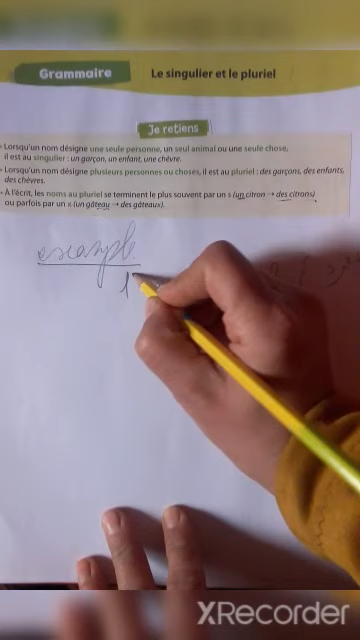 Grammaire Le singulier et le pluriel
Je retiens
• Lorsqu'un nom désigne une seule personne, un seul animal ou une seule chose,
il est au singulier : un garçon, un enfant, une chèvre.
• Lorsqu'un nom désigne plusieurs personnes ou choses, il est au pluriel : des garçons, des enfants,
des chèvres.
• À l'écrit, les noms au pluriel se terminent le plus souvent par un s (un citron → des citrons)
ou parfois par un x (un gâteau → des gâteaux).
XRecorder